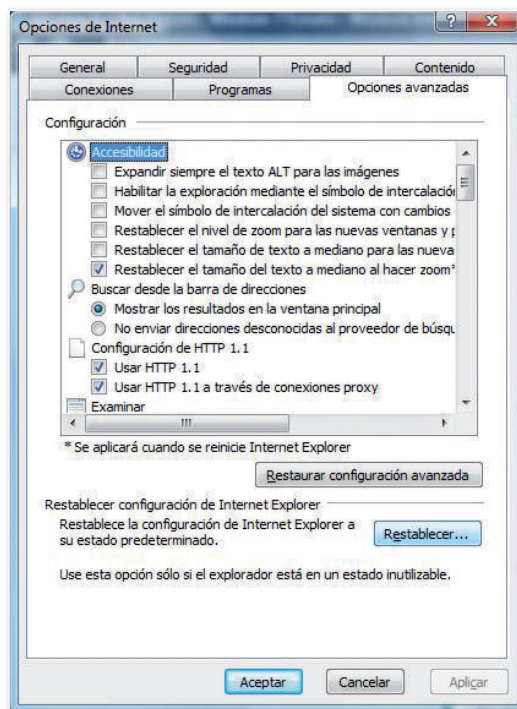 Opciones de Internet
General Seguridad Privacidad Contenido
Conexiones Programas Opciones avanzadas
Configuración
Accesibilidad
Expandir siempre el texto ALT para las imágenes
Habilitar la exploración mediante el símbolo de intercalación
Mover el símbolo de intercalación del sistema con cambios
Restablecer el nivel de zoom para las nuevas ventanas y
Restablecer el tamaño de texto a mediano para las nueva
Restablecer el tamaño del texto a mediano al hacer zoom*
Buscar desde la barra de direcciones
Mostrar los resultados en la ventana principal
No enviar direcciones desconocidas al proveedor de búsqu
Configuración de HTTP 1.1
Usar HTTP 1.1
Usar HTTP 1.1 a través de conexiones proxy
Examinar
* Se aplicará cuando se reinicie Internet Explorer
Restaurar configuración avanzada
Restablecer configuración de Internet Explorer
Restablece la configuración de Internet Explorer a
su estado predeterminado.
Restablecer...
Use esta opción sólo si el explorador está en un estado inutilizable.
Aceptar Cancelar Aplicar